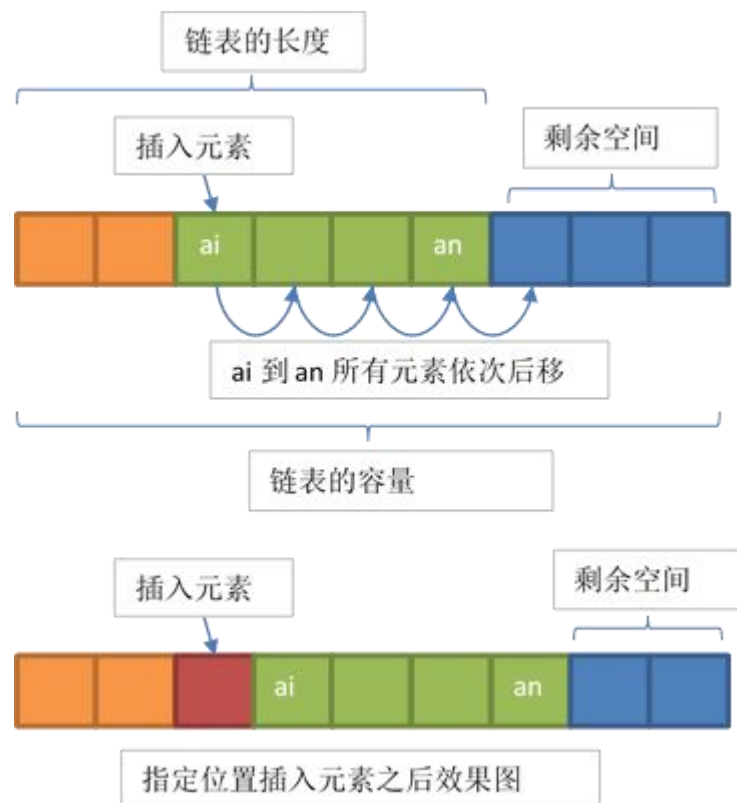 链表的长度
插入元素
剩余空间
ai
an
ai 到 an 所有元素依次后移
链表的容量
插入元素
剩余空间
ai
an
指定位置插入元素之后效果图